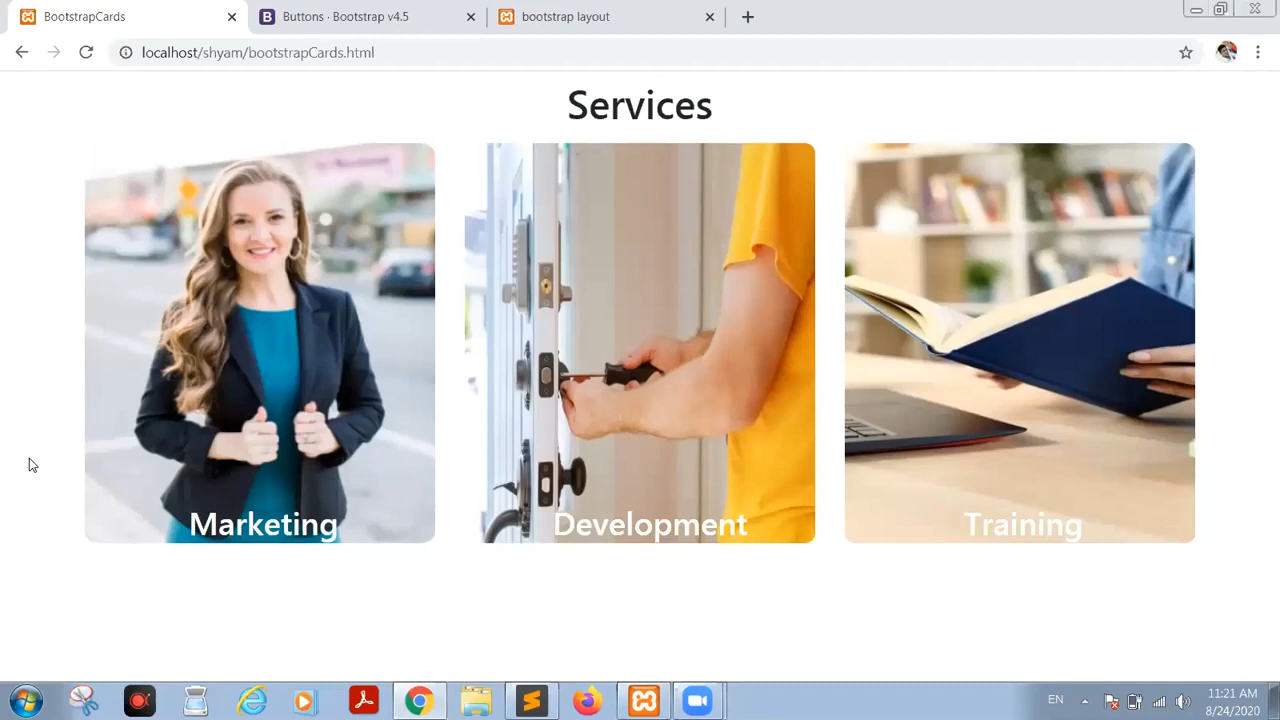 BootstrapCards
Buttons · Bootstrap v4.5
bootstrap layout
localhost/shyam/bootstrapCards.html
Services
Marketing
Development
Training
EN
11:21 AM
8/24/2020